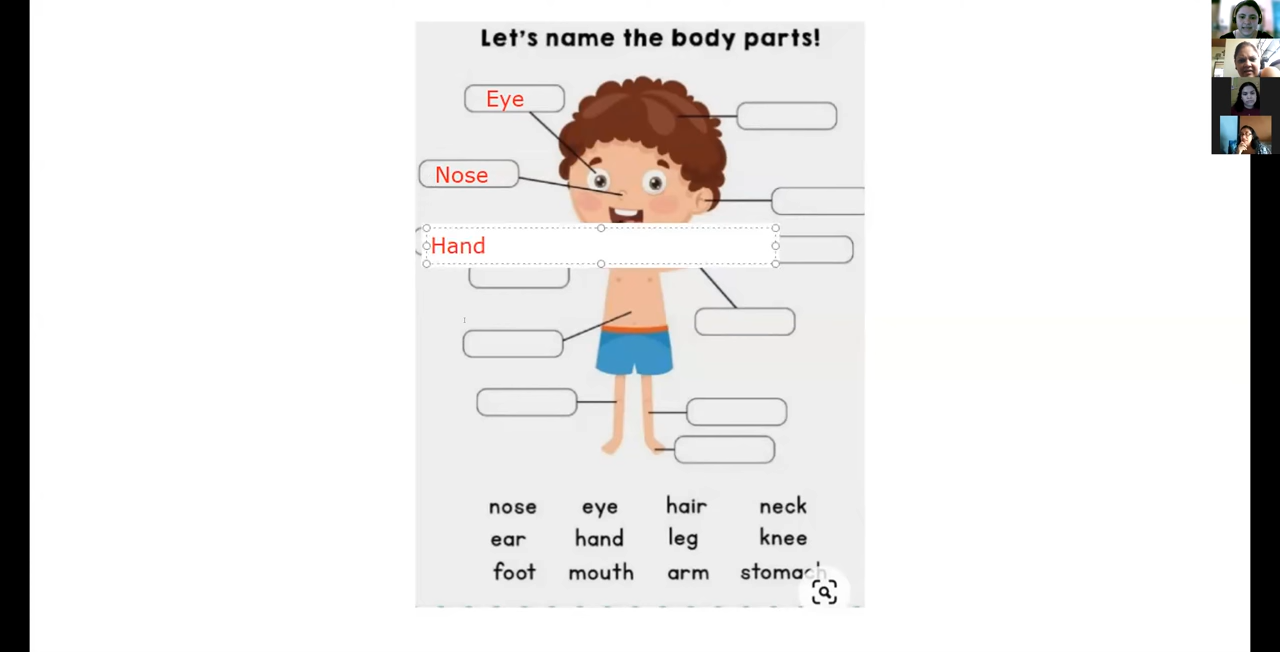 Let's name the body parts!
Eye
Nose
Hand
nose eye hair neck
ear hand leg knee
foot mouth arm stomach